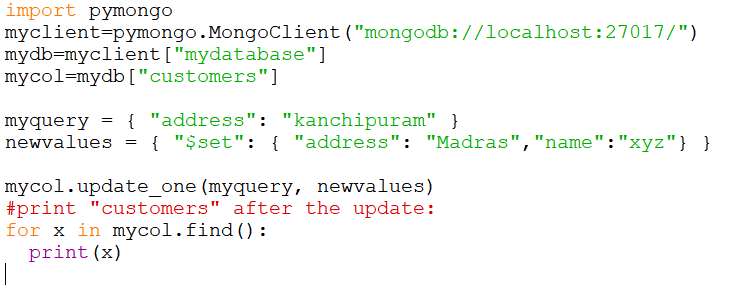 import pymongo
myclient=pymongo.MongoClient("mongodb://localhost:27017/")
mydb=myclient["mydatabase"]
mycol=mydb["customers"]

myquery = { "address": "kanchipuram" }
newvalues = { "$set": { "address": "Madras","name":"xyz"} }

mycol.update_one(myquery, newvalues)
#print "customers" after the update:
for x in mycol.find():
  print(x)